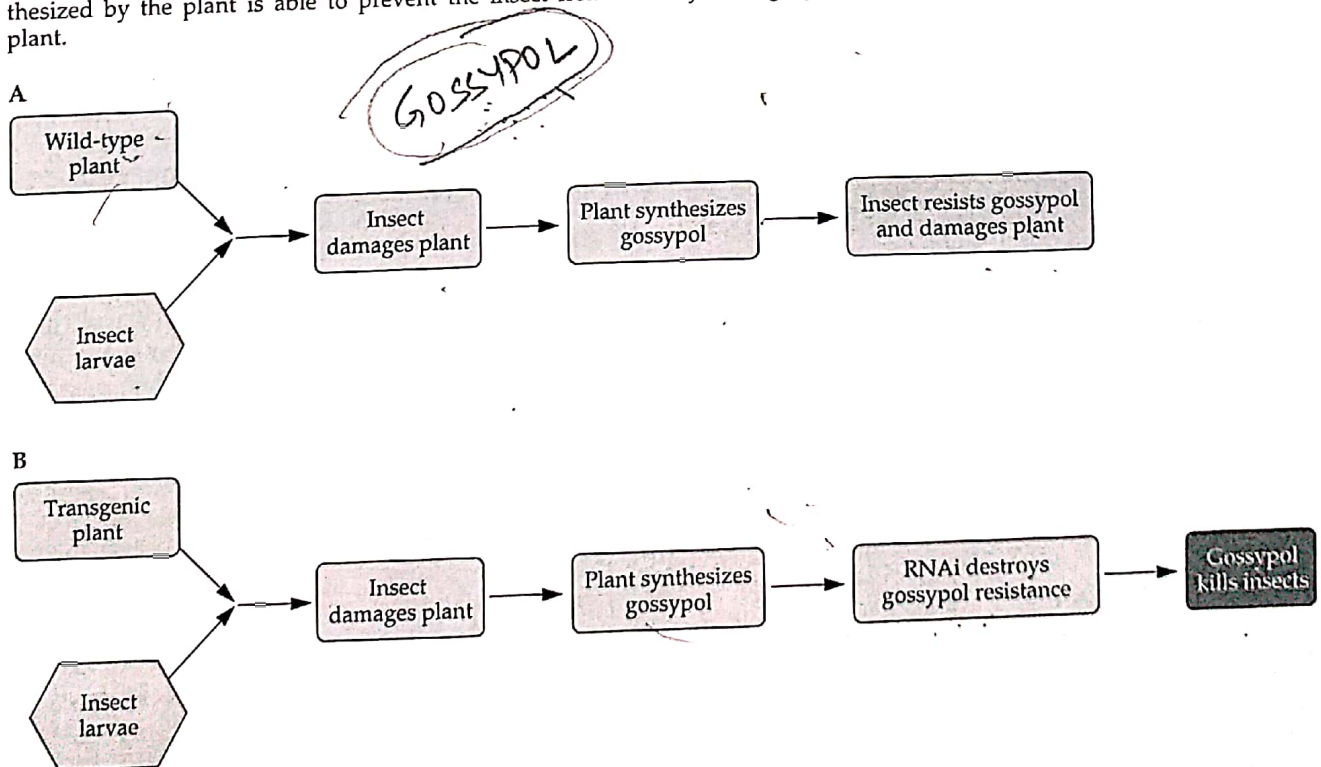 thesized by the plant is able to prevent the insect
plant.
GOSSYPOL
A
Wild-type
plant
Insect
larvae
Insect
damages plant
Plant synthesizes
gossypol
Insect resists gossypol
and damages plant
B
Transgenic
plant
Insect
larvae
Insect
damages plant
Plant synthesizes
gossypol
RNAi destroys
gossypol resistance
Gossypol
kills insects